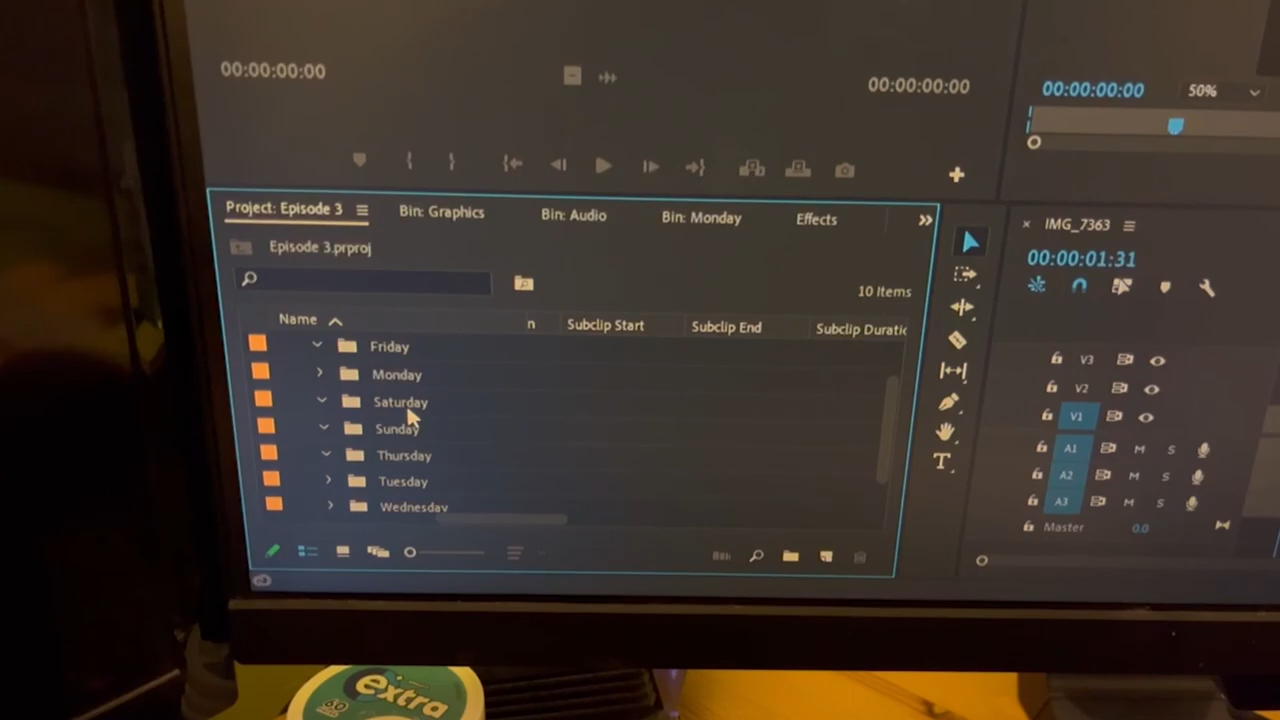 00:00:00:00
00:00:00:00
00:00:00:00
50%
Project: Episode 3
Bin: Graphics
Bin: Audio
Bin: Monday
Effects
Episode 3.prproj
10 Items
Name
n
Subclip Start
Subclip End
Subclip Duratic
Friday
Monday
Saturday
Sunday
Thursday
Tuesday
Wednesday
IMG_7363
00:00:01:31
V3
V2
V1
A1 M S
A2 M S
A3 M S
Master 0.0
T
extra
60